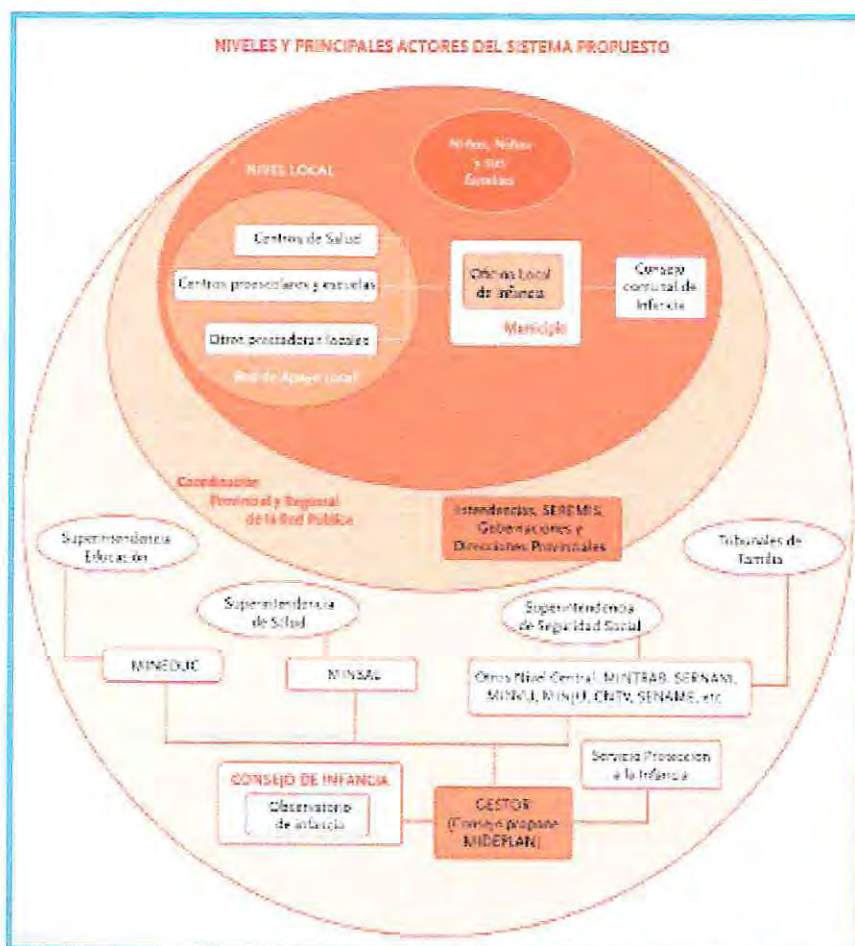 NIVELES Y PRINCIPALES ACTORES DEL SISTEMA PROPUESTO
Niños, Niñas
y sus
familias
NIVEL LOCAL
Centros de Salud
Centros preescolares y escuelas
Otros prestadores locales
Red de Apoyo Local
Oficina Local
de Infancia
Municipio
Consejo
comunal de
Infancia
Coordinación
Provincial y Regional
de la Red Pública
Intendencias, SEREMIS,
Gobernaciones y
Direcciones Provinciales
Superintendencia
Educación
Tribunales de
Familia
Superintendencia
de Salud
Superintendencia
de Seguridad Social
MINEDUC
MINSAL
Otros Nivel Central: MINTRAB, SERNAM,
MINVU, MINJU, CNTV, SENAME, etc
Servicio Protección
a la Infancia
CONSEJO DE INFANCIA
Observatorio
de infancia
GESTOR
(Consejo propone
MIDEPLAN)